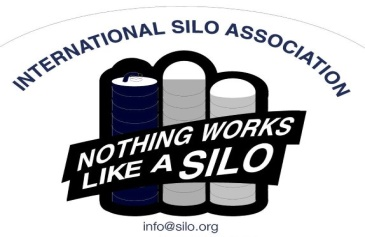 INTERNATIONAL SILO ASSOCIATION
NOTHING WORKS
LIKE A SILO
info@silo.org